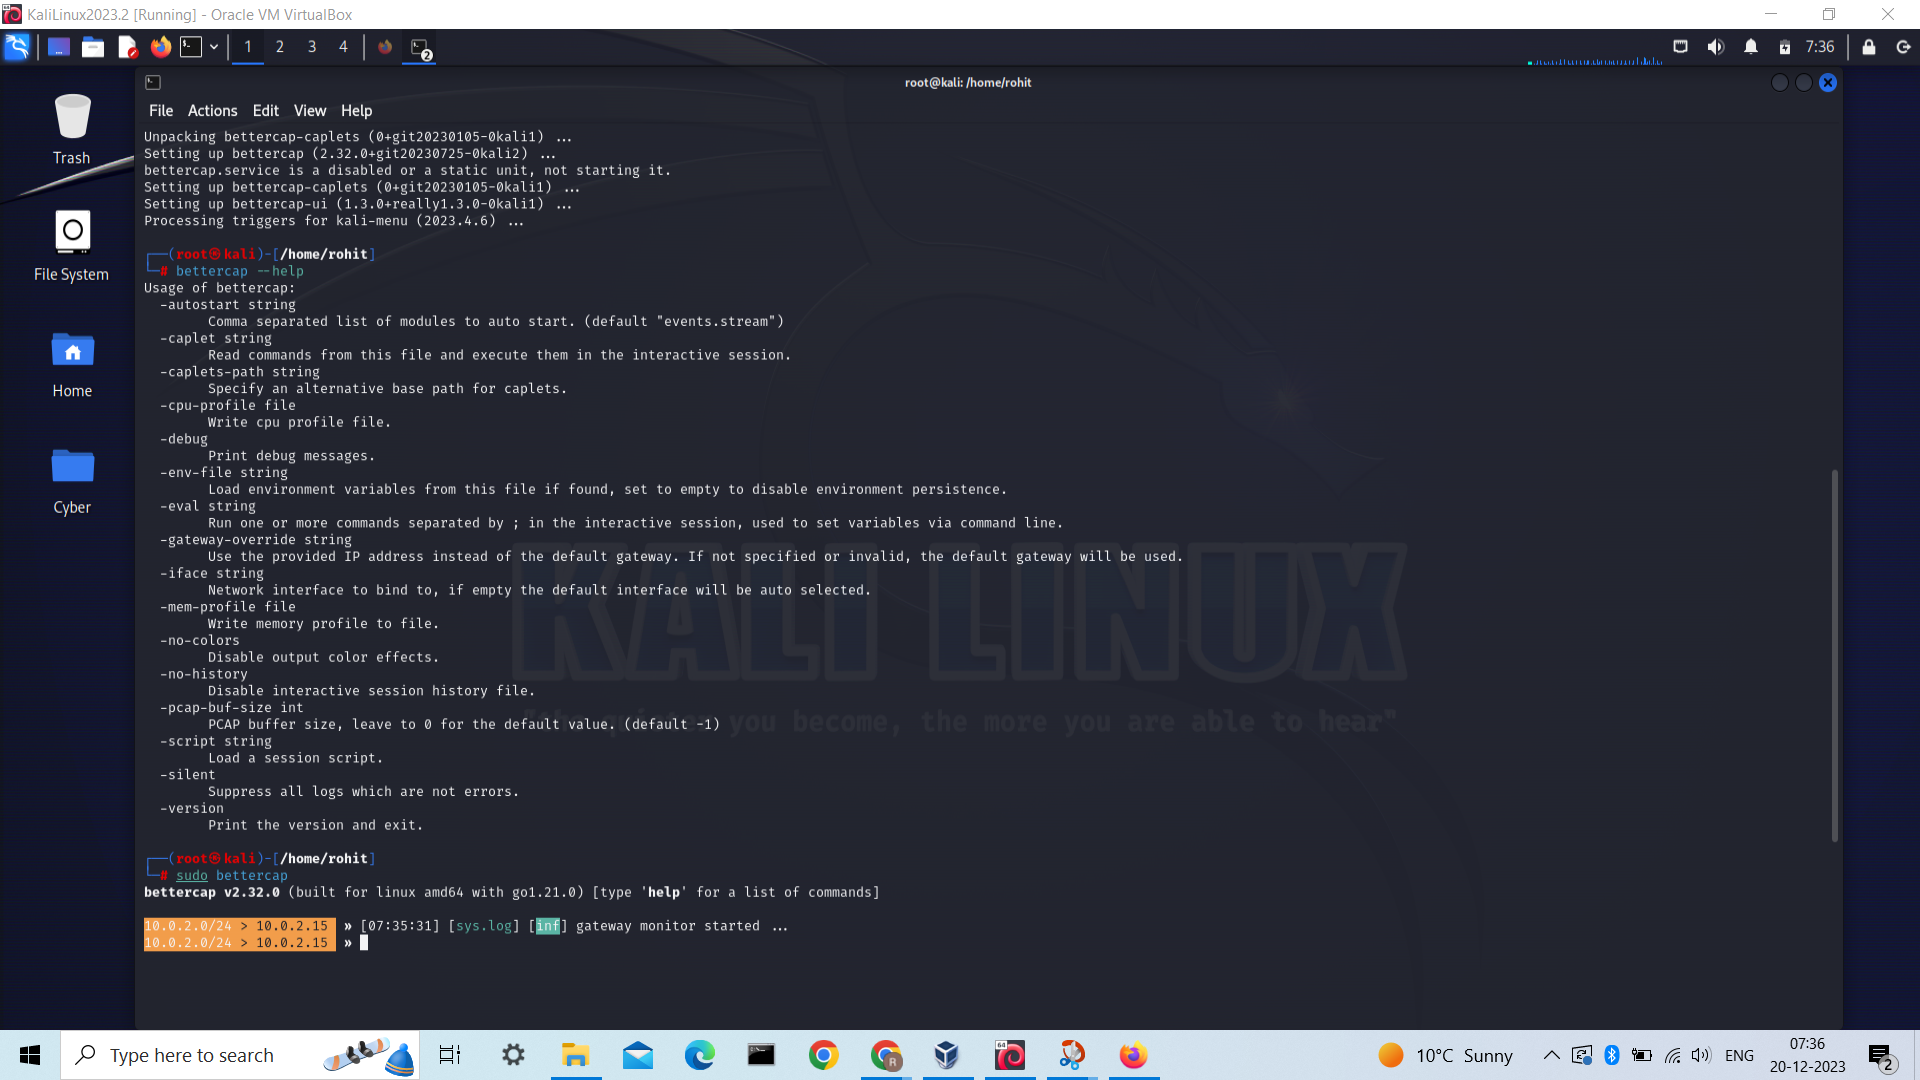 KaliLinux2023.2 [Running] - Oracle VM VirtualBox
1 2 3 4
2
7:36
root@kali: /home/rohit
File Actions Edit View Help
Trash
File System
Home
Cyber
Unpacking bettercap-caplets (0+git20230105-0kali1) ...
Setting up bettercap (2.32.0+git20230725-0kali2) ...
bettercap.service is a disabled or a static unit, not starting it.
Setting up bettercap-caplets (0+git20230105-0kali1) ...
Setting up bettercap-ui (1.3.0+really1.3.0-0kali1) ...
Processing triggers for kali-menu (2023.4.6) ...
┌──(root㉿kali)-[/home/rohit]
└─# bettercap --help
Usage of bettercap:
-autostart string
Comma separated list of modules to auto start. (default "events.stream")
-caplet string
Read commands from this file and execute them in the interactive session.
-caplets-path string
Specify an alternative base path for caplets.
-cpu-profile file
Write cpu profile file.
-debug
Print debug messages.
-env-file string
Load environment variables from this file if found, set to empty to disable environment persistence.
-eval string
Run one or more commands separated by ; in the interactive session, used to set variables via command line.
-gateway-override string
Use the provided IP address instead of the default gateway. If not specified or invalid, the default gateway will be used.
-iface string
Network interface to bind to, if empty the default interface will be auto selected.
-mem-profile file
Write memory profile to file.
-no-colors
Disable output color effects.
-no-history
Disable interactive session history file.
-pcap-buf-size int
PCAP buffer size, leave to 0 for the default value. (default -1)
-script string
Load a session script.
-silent
Suppress all logs which are not errors.
-version
Print the version and exit.
KALI LINUX
you become, the more you are able to hear"
┌──(root㉿kali)-[/home/rohit]
└─# sudo bettercap
bettercap v2.32.0 (built for linux amd64 with go1.21.0) [type 'help' for a list of commands]
10.0.2.0/24 > 10.0.2.15 » [07:35:31] [sys.log] [inf] gateway monitor started ...
10.0.2.0/24 > 10.0.2.15 »
Type here to search
R
64
10°C Sunny
ENG
07:36
20-12-2023
2